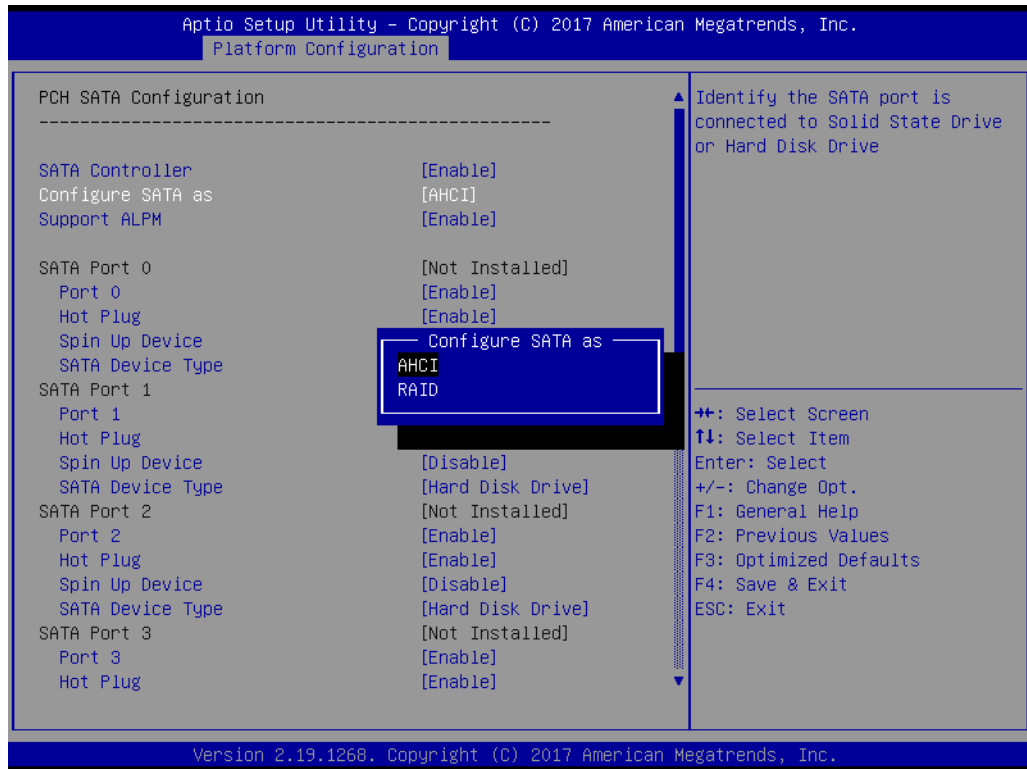 Aptio Setup Utility – Copyright (C) 2017 American Megatrends, Inc.
Platform Configuration
PCH SATA Configuration
--------------------------------------------------
SATA Controller [Enable]
Configure SATA as [AHCI]
Support ALPM [Enable]
SATA Port 0 [Not Installed]
Port 0 [Enable]
Hot Plug [Enable]
Spin Up Device
SATA Device Type
SATA Port 1
Port 1
Hot Plug
Spin Up Device [Disable]
SATA Device Type [Hard Disk Drive]
SATA Port 2 [Not Installed]
Port 2 [Enable]
Hot Plug [Enable]
Spin Up Device [Disable]
SATA Device Type [Hard Disk Drive]
SATA Port 3 [Not Installed]
Port 3 [Enable]
Hot Plug [Enable]
Configure SATA as
AHCI
RAID
Identify the SATA port is
connected to Solid State Drive
or Hard Disk Drive
→←: Select Screen
↑↓: Select Item
Enter: Select
+/-: Change Opt.
F1: General Help
F2: Previous Values
F3: Optimized Defaults
F4: Save & Exit
ESC: Exit
Version 2.19.1268. Copyright (C) 2017 American Megatrends, Inc.